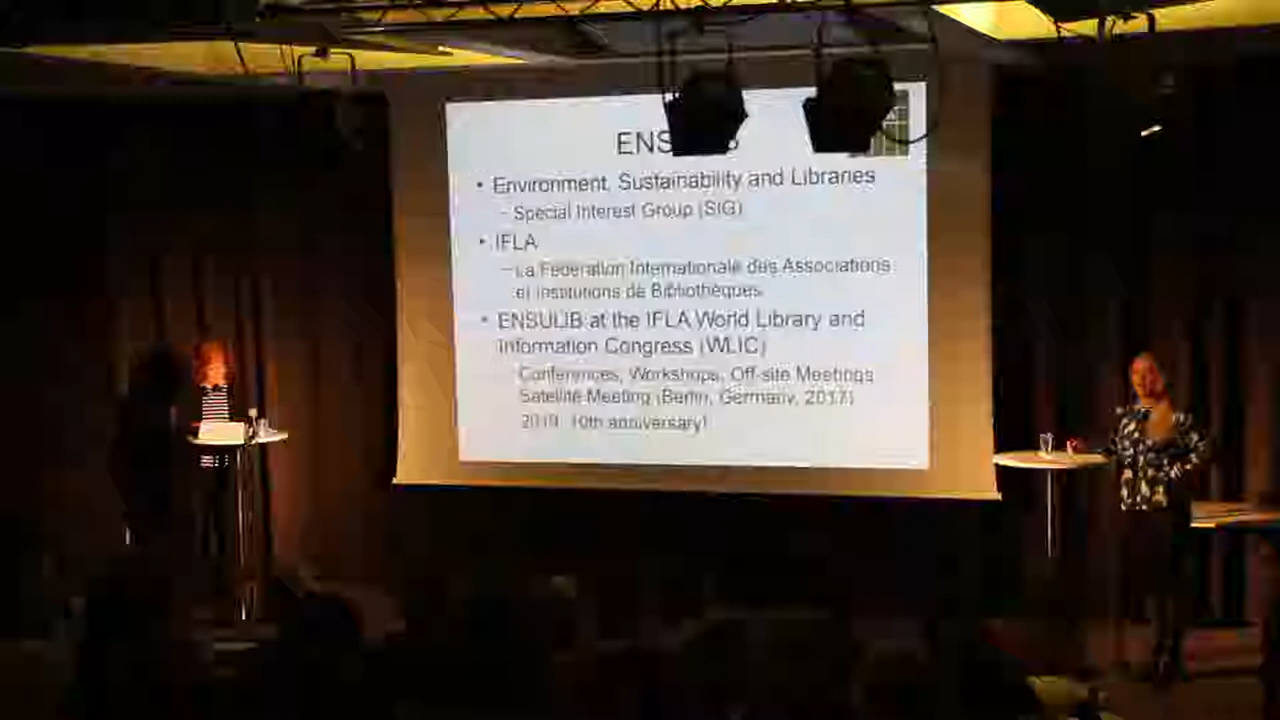 ENS
• Environment, Sustainability and Libraries
– Special Interest Group (SIG)
• IFLA
– La Féderation Internationale des Associations
et Institutions de Bibliothèques
• ENSULIB at the IFLA World Library and
Information Congress (WLIC)
Conferences, Workshops, Off-site Meetings
Satellite Meeting (Berlin, Germany, 2017)
2019 10th anniversary!